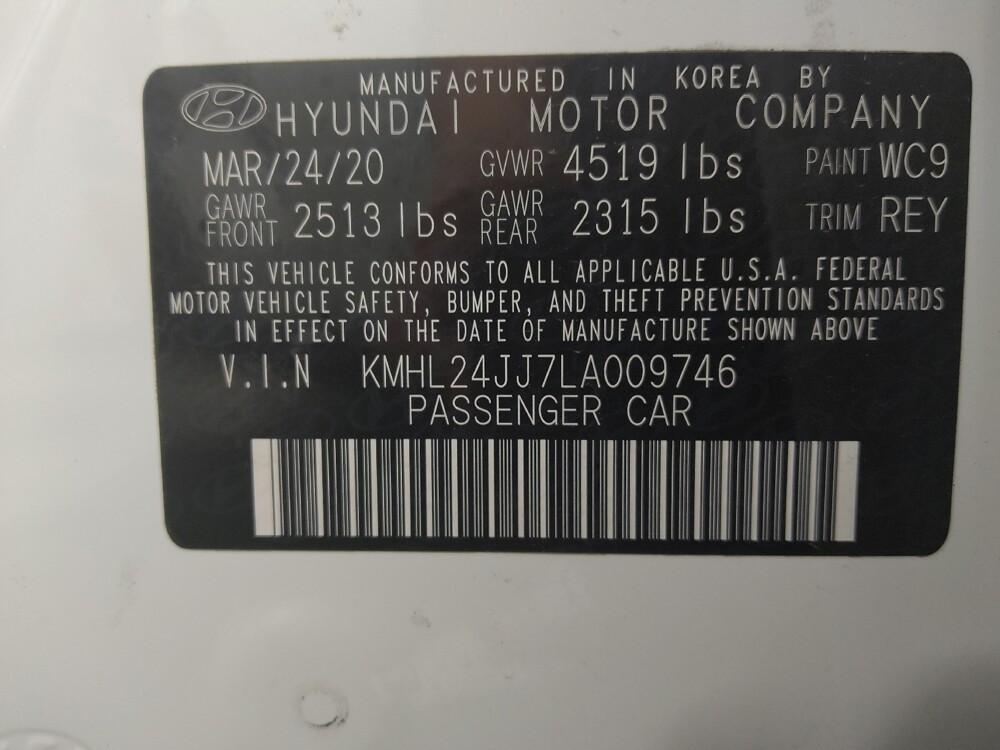 MANUFACTURED IN KOREA BY
HYUNDAI MOTOR COMPANY
MAR/24/20 GVWR 4519 lbs PAINT WC9
GAWR FRONT 2513 lbs GAWR REAR 2315 lbs TRIM REY
THIS VEHICLE CONFORMS TO ALL APPLICABLE U.S.A. FEDERAL
MOTOR VEHICLE SAFETY, BUMPER, AND THEFT PREVENTION STANDARDS
IN EFFECT ON THE DATE OF MANUFACTURE SHOWN ABOVE
V.I.N KMHL24JJ7LA009746
PASSENGER CAR